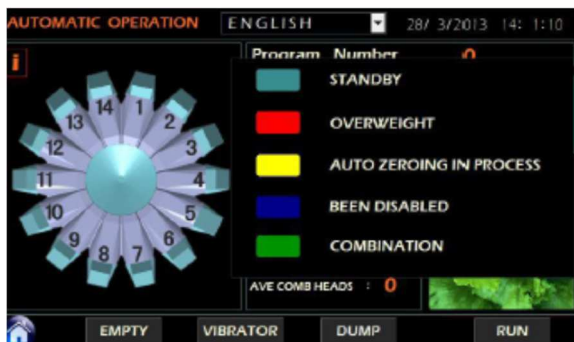 AUTOMATIC OPERATION ENGLISH 28/ 3/2013 14: 1:10
i
Program Number 0
STANDBY
OVERWEIGHT
AUTO ZEROING IN PROCESS
BEEN DISABLED
COMBINATION
14 1
13 2
12 3
11 4
10 5
9 6
8 7
AVE COMB HEADS : 0
EMPTY VIBRATOR DUMP RUN